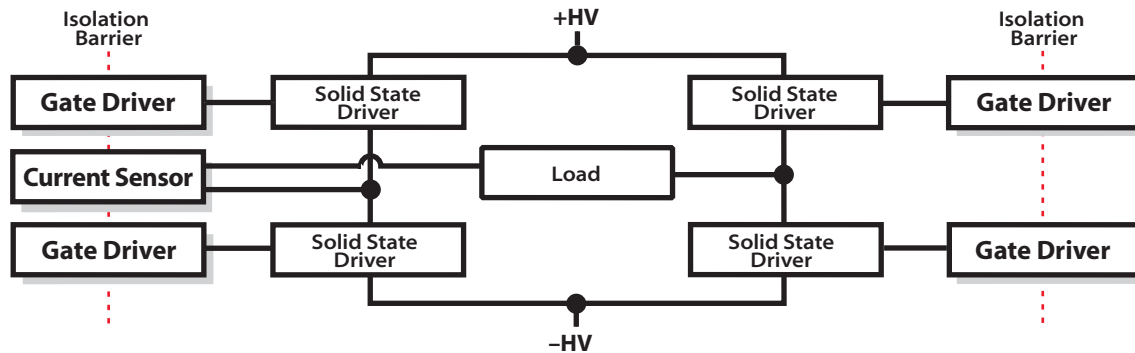 Isolation
Barrier
+HV
Isolation
Barrier
Gate Driver
Solid State
Driver
Solid State
Driver
Gate Driver
Current Sensor
Load
Gate Driver
Solid State
Driver
Solid State
Driver
Gate Driver
–HV